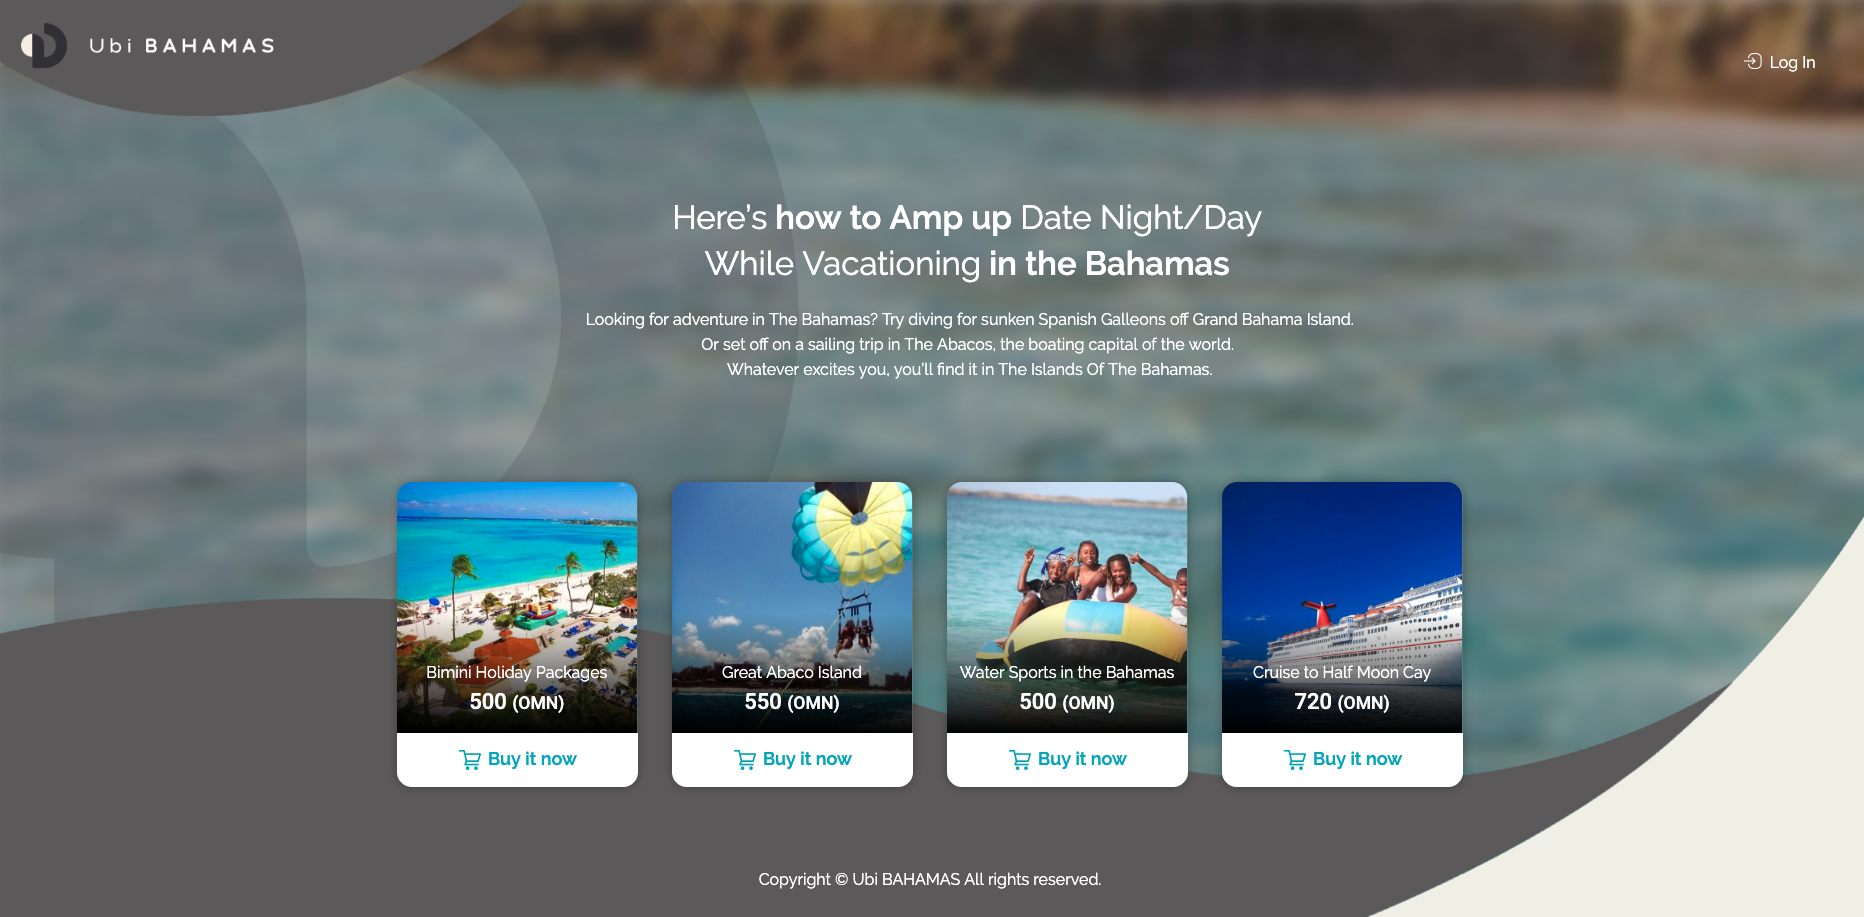 Ubi BAHAMAS
Log In
Here's how to Amp up Date Night/Day
While Vacationing in the Bahamas
Looking for adventure in The Bahamas? Try diving for sunken Spanish Galleons off Grand Bahama Island.
Or set off on a sailing trip in The Abacos, the boating capital of the world.
Whatever excites you, you'll find it in The Islands Of The Bahamas.
Bimini Holiday Packages
500 (OMN)
Buy it now
Great Abaco Island
550 (OMN)
Buy it now
Water Sports in the Bahamas
500 (OMN)
Buy it now
Cruise to Half Moon Cay
720 (OMN)
Buy it now
Copyright © Ubi BAHAMAS All rights reserved.